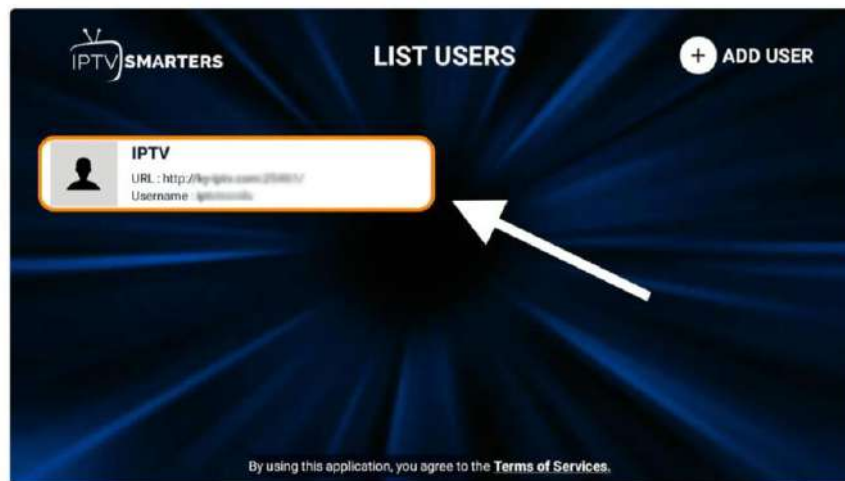 IPTV SMARTERS
LIST USERS
+ ADD USER
IPTV
URL : http://
Username :
By using this application, you agree to the Terms of Services.